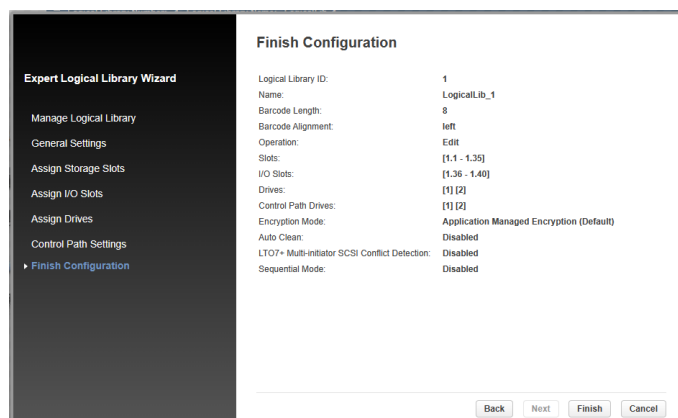 Expert Logical Library Wizard
Manage Logical Library
General Settings
Assign Storage Slots
Assign I/O Slots
Assign Drives
Control Path Settings
Finish Configuration
Finish Configuration
Logical Library ID: 1
Name: LogicalLib_1
Barcode Length: 8
Barcode Alignment: left
Operation: Edit
Slots: [1.1 - 1.35]
I/O Slots: [1.36 - 1.40]
Drives: [1] [2]
Control Path Drives: [1] [2]
Encryption Mode: Application Managed Encryption (Default)
Auto Clean: Disabled
LTO7+ Multi-initiator SCSI Conflict Detection: Disabled
Sequential Mode: Disabled
Back Next Finish Cancel